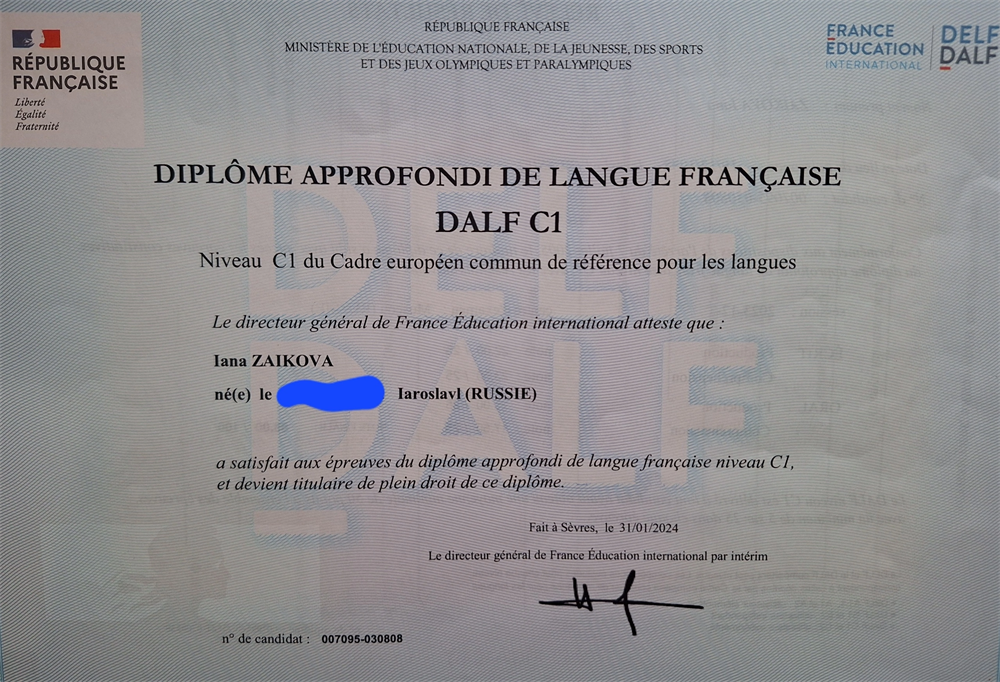 RÉPUBLIQUE FRANÇAISE
MINISTÈRE DE L'ÉDUCATION NATIONALE, DE LA JEUNESSE, DES SPORTS
ET DES JEUX OLYMPIQUES ET PARALYMPIQUES
RÉPUBLIQUE
FRANÇAISE
Liberté
Égalité
Fraternité
FRANCE
ÉDUCATION
INTERNATIONAL
DELF
DALF
DIPLÔME APPROFONDI DE LANGUE FRANÇAISE
DALF C1
Niveau C1 du Cadre européen commun de référence pour les langues
Le directeur général de France Éducation international atteste que :
Iana ZAIKOVA
né(e) le Iaroslavl (RUSSIE)
a satisfait aux épreuves du diplôme approfondi de langue française niveau C1,
et devient titulaire de plein droit de ce diplôme.
Fait à Sèvres, le 31/01/2024
Le directeur général de France Éducation international par intérim
n° de candidat : 007095-030808
DELF
DALF